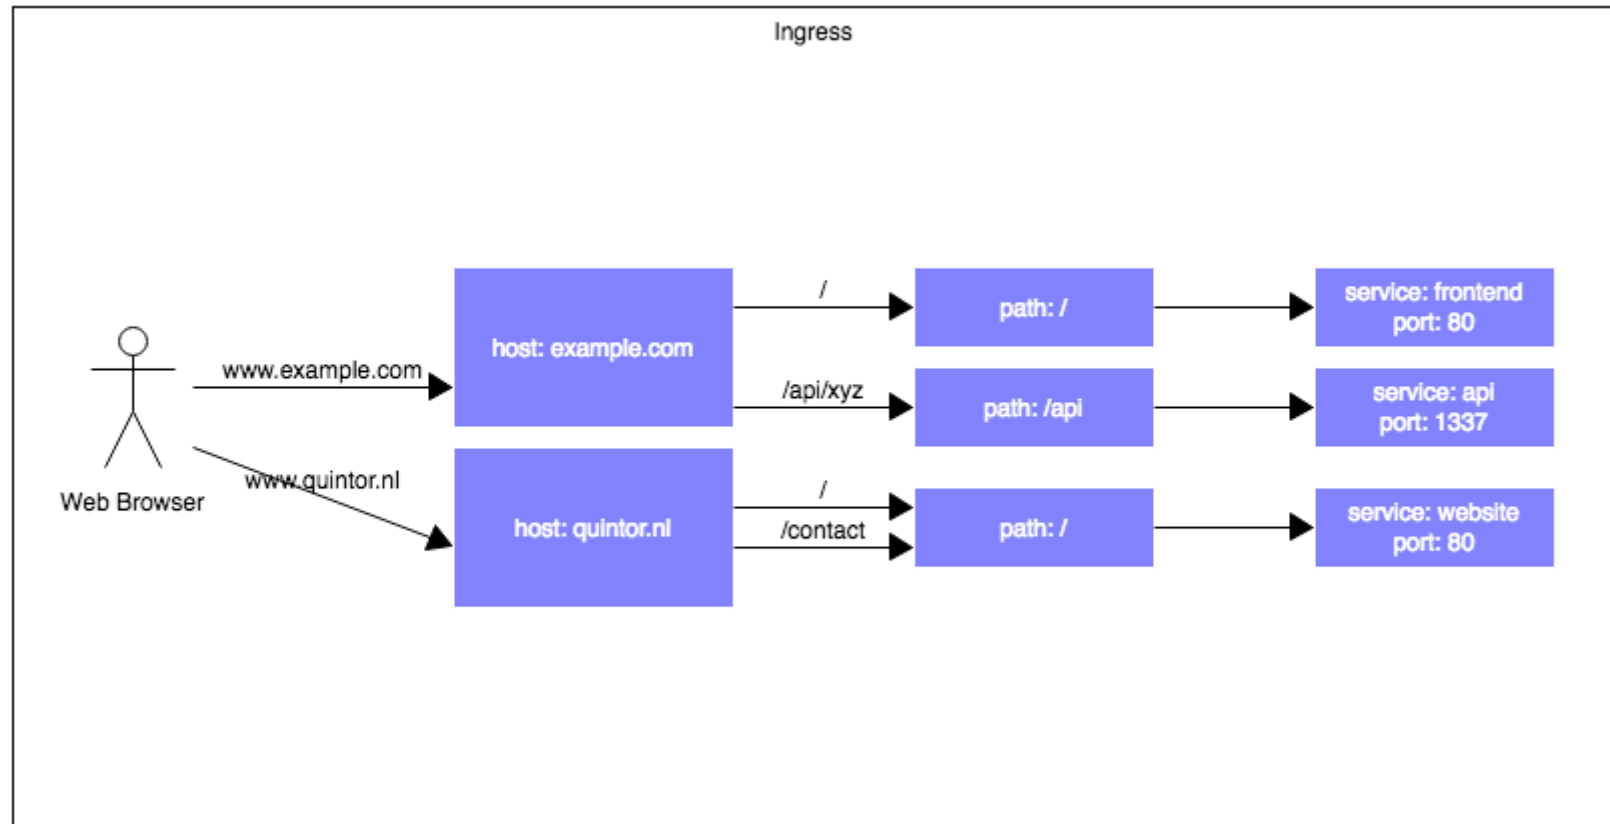 Ingress
Web Browser
www.example.com
www.quintor.nl
host: example.com
/
/api/xyz
path: /
path: /api
service: frontend
port: 80
service: api
port: 1337
host: quintor.nl
/
/contact
path: /
service: website
port: 80